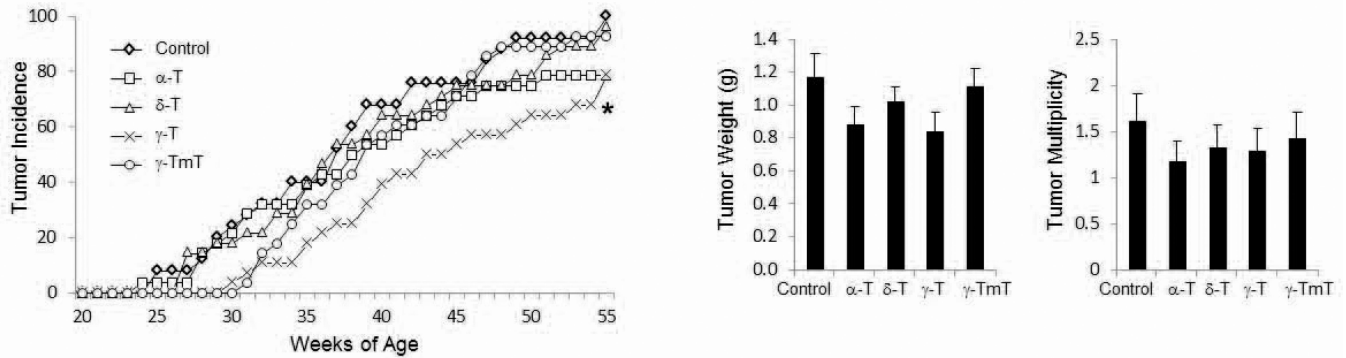 Tumor Incidence
100
80
60
40
20
0
Control
α-T
δ-T
γ-T
γ-TmT
*
20 25 30 35 40 45 50 55
Weeks of Age
Tumor Weight (g)
1.4
1.2
1.0
0.8
0.6
0.4
0.2
0.0
Control α-T δ-T γ-T γ-TmT
Tumor Multiplicity
2.5
2
1.5
1
0.5
0
Control α-T δ-T γ-T γ-TmT